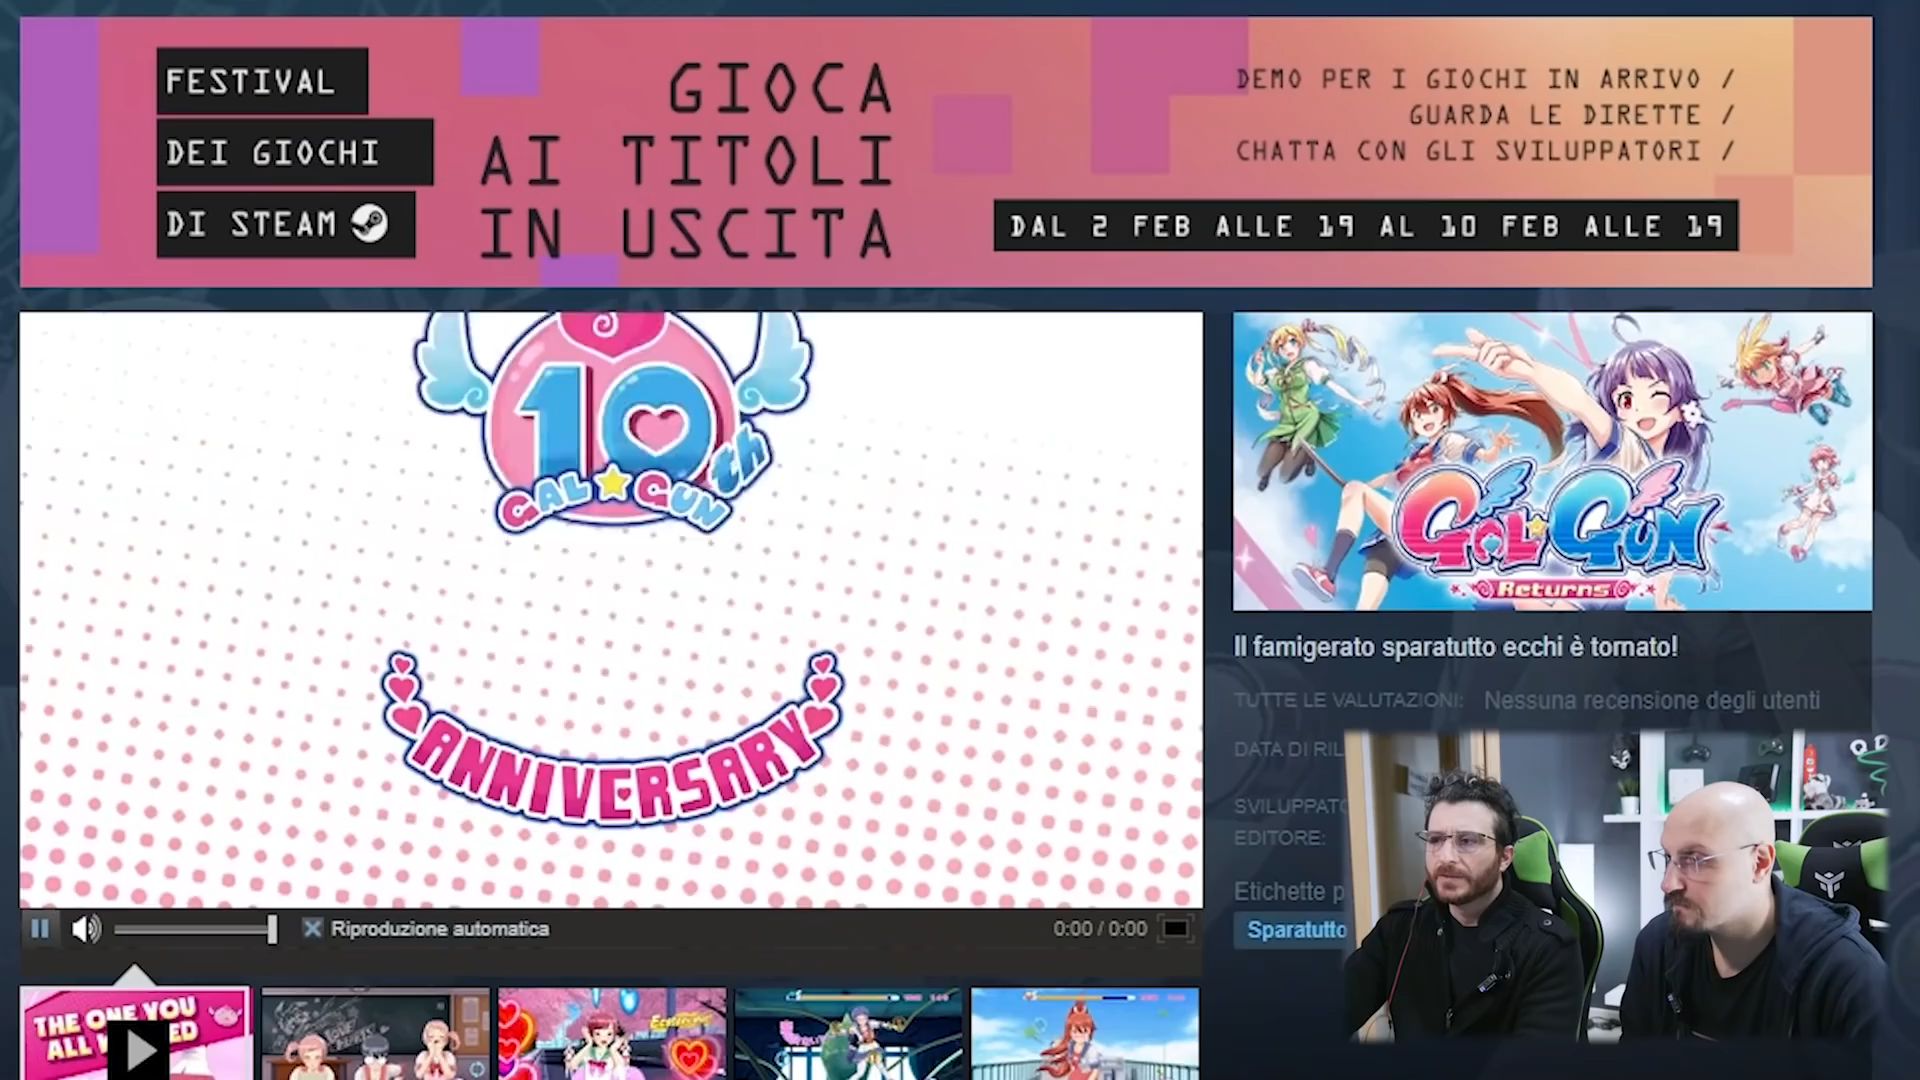 FESTIVAL
DEI GIOCHI
DI STEAM
GIOCA
AI TITOLI
IN USCITA
DEMO PER I GIOCHI IN ARRIVO /
GUARDA LE DIRETTE /
CHATTA CON GLI SVILUPPATORI /
DAL 2 FEB ALLE 19 AL 10 FEB ALLE 19
10th
GAL★GUN
ANNIVERSARY
Riproduzione automatica
0:00 / 0:00
THE ONE YOU
ALL
GAL★GUN
Returns
Il famigerato sparatutto ecchi è tornato!
TUTTE LE VALUTAZIONI: Nessuna recensione degli utenti
DATA DI RIL
SVILUPPATO
EDITORE:
Etichette p
Sparatutto